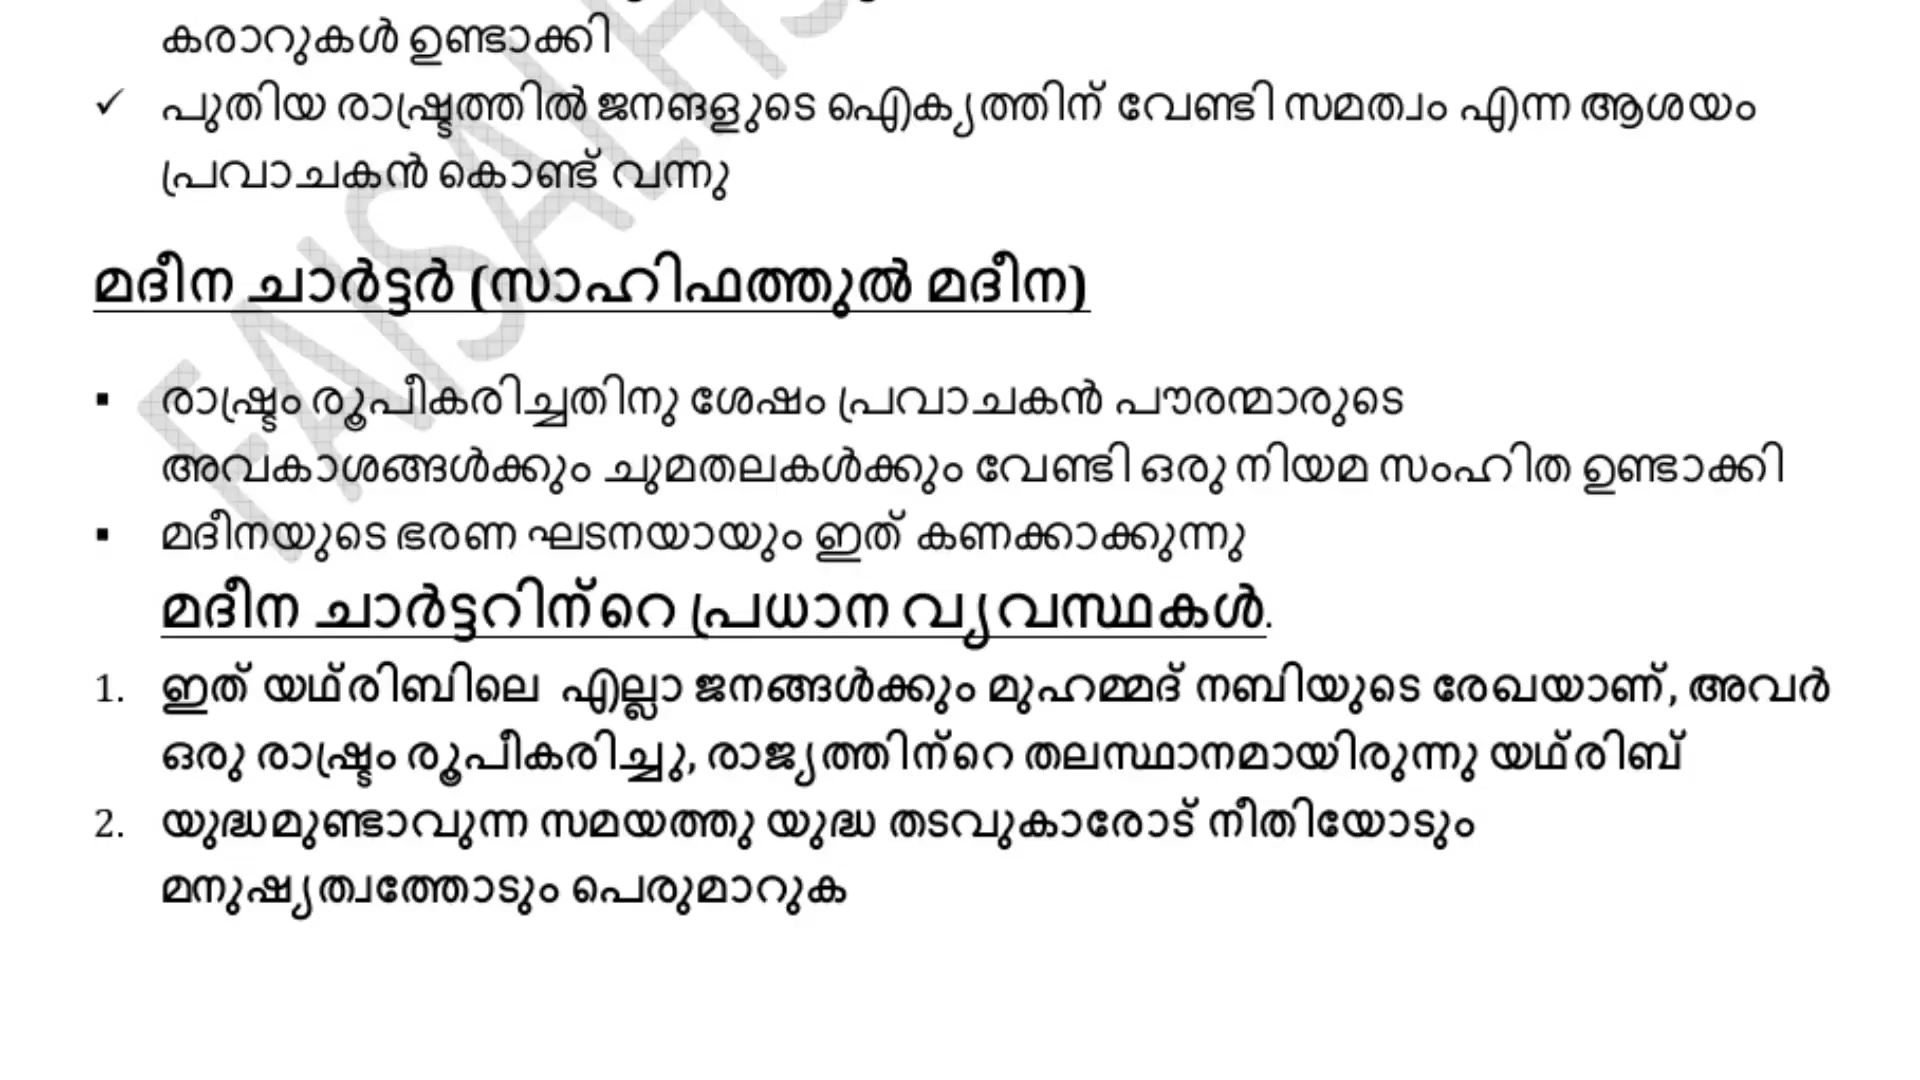 കരാറുകൾ ഉണ്ടാക്കി
✓ പുതിയ രാഷ്ട്രത്തിൽ ജനങളുടെ ഐക്യത്തിന് വേണ്ടി സമത്വം എന്ന ആശയം
പ്രവാചകൻ കൊണ്ട് വന്നു
മദീന ചാർട്ടർ (സാഹിഫത്തുൽ മദീന)
▪ രാഷ്ട്രം രൂപീകരിച്ചതിനു ശേഷം പ്രവാചകൻ പൗരന്മാരുടെ
അവകാശങ്ങൾക്കും ചുമതലകൾക്കും വേണ്ടി ഒരു നിയമ സംഹിത ഉണ്ടാക്കി
▪ മദീനയുടെ ഭരണ ഘടനയായും ഇത് കണക്കാക്കുന്നു
മദീന ചാർട്ടറിന്റെ പ്രധാന വ്യവസ്ഥകൾ.
1. ഇത് യഥ്രിബിലെ എല്ലാ ജനങ്ങൾക്കും മുഹമ്മദ് നബിയുടെ രേഖയാണ്, അവർ
ഒരു രാഷ്ട്രം രൂപീകരിച്ചു, രാജ്യത്തിന്റെ തലസ്ഥാനമായിരുന്നു യഥ്രിബ്
2. യുദ്ധമുണ്ടാവുന്ന സമയത്തു യുദ്ധ തടവുകാരോട് നീതിയോടും
മനുഷ്യത്വത്തോടും പെരുമാറുക
FAISAL